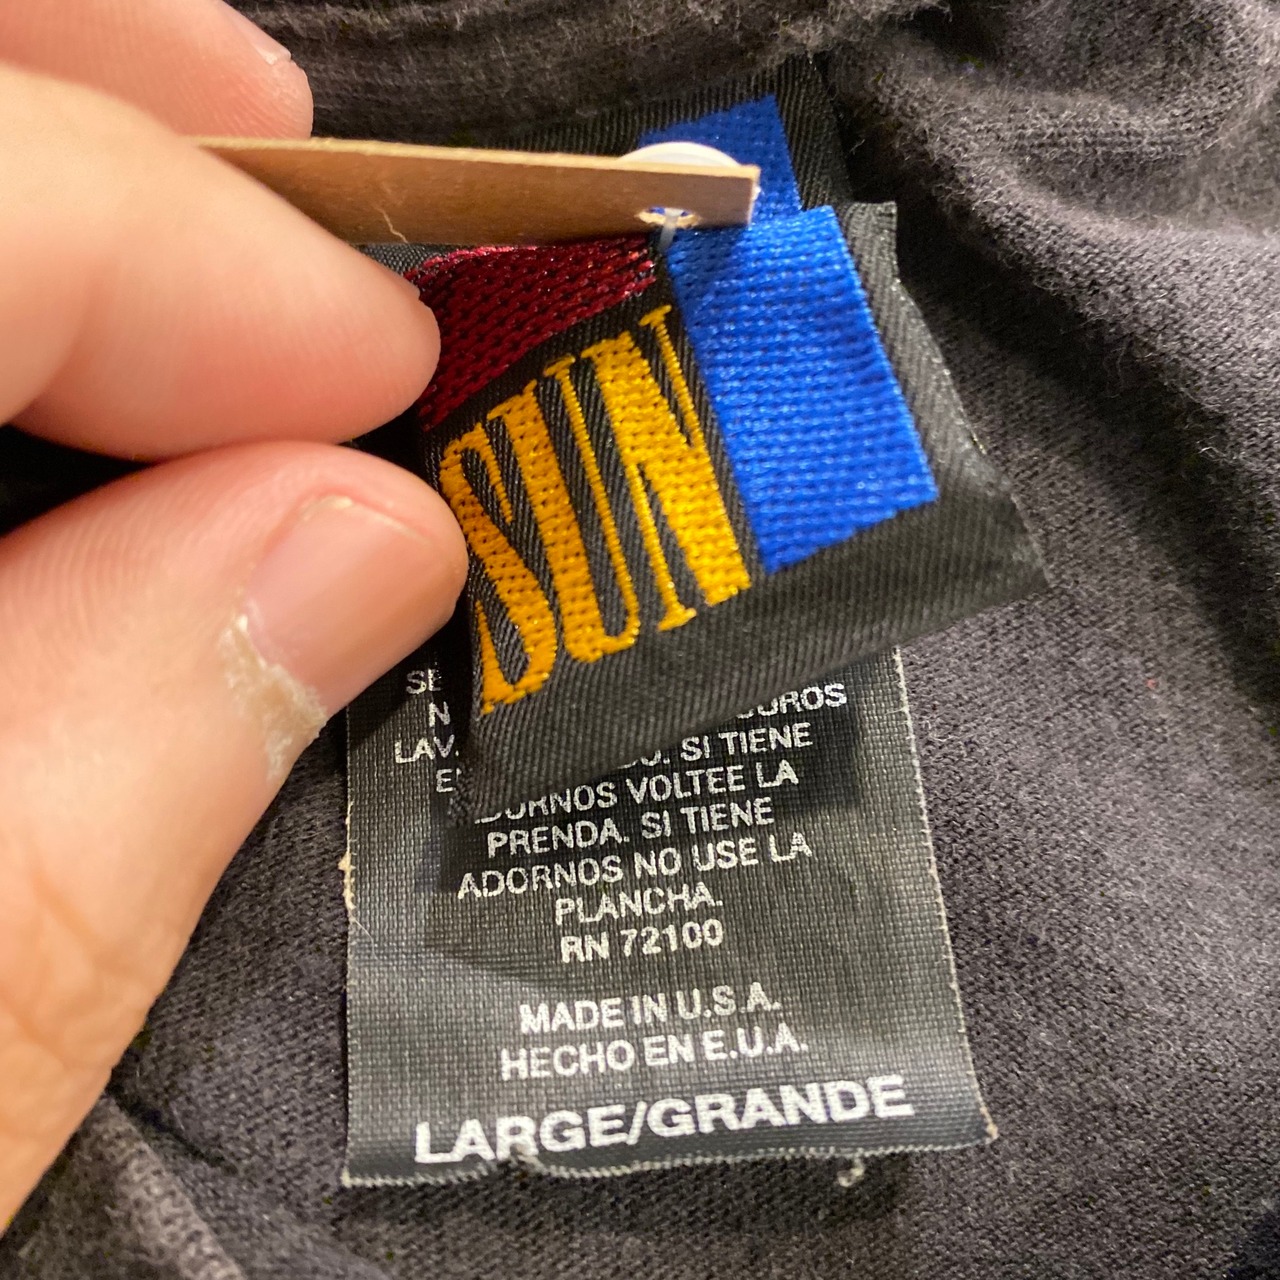 SUN
SI TIENE
VOLTEE LA
PRENDA. SI TIENE
ADORNOS NO USE LA
PLANCHA.
RN 72100
MADE IN U.S.A.
HECHO EN E.U.A.
LARGE/GRANDE